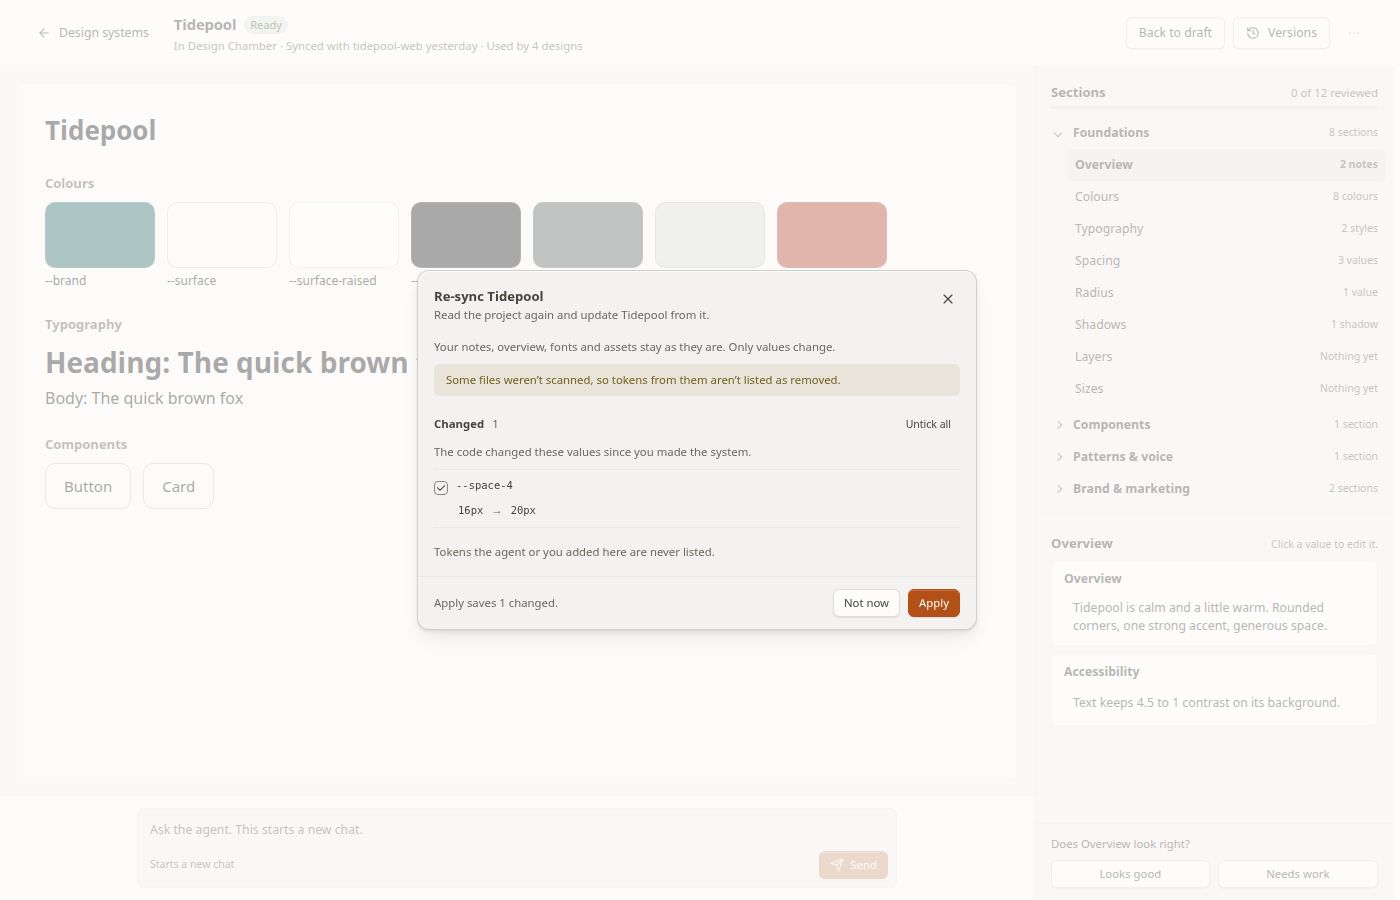 Design systems
Tidepool
Ready
In Design Chamber · Synced with tidepool-web yesterday · Used by 4 designs
Back to draft
Versions
Tidepool
Colours
--brand
--surface
--surface-raised
Typography
Heading: The quick brown
Body: The quick brown fox
Components
Button
Card
Re-sync Tidepool
Read the project again and update Tidepool from it.
Your notes, overview, fonts and assets stay as they are. Only values change.
Some files weren’t scanned, so tokens from them aren’t listed as removed.
Changed 1
Untick all
The code changed these values since you made the system.
--space-4
16px → 20px
Tokens the agent or you added here are never listed.
Apply saves 1 changed.
Not now
Apply
Ask the agent. This starts a new chat.
Starts a new chat
Send
Sections
0 of 12 reviewed
Foundations
8 sections
Overview
2 notes
Colours
8 colours
Typography
2 styles
Spacing
3 values
Radius
1 value
Shadows
1 shadow
Layers
Nothing yet
Sizes
Nothing yet
Components
1 section
Patterns & voice
1 section
Brand & marketing
2 sections
Overview
Click a value to edit it.
Overview
Tidepool is calm and a little warm. Rounded
corners, one strong accent, generous space.
Accessibility
Text keeps 4.5 to 1 contrast on its background.
Does Overview look right?
Looks good
Needs work